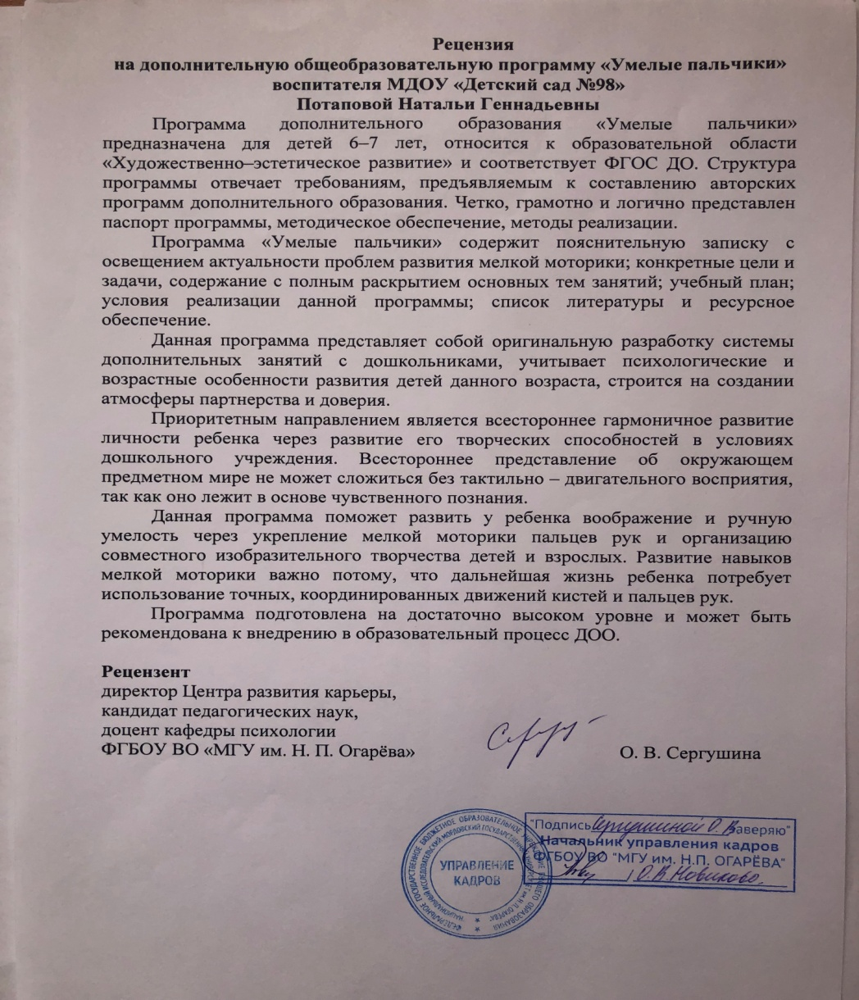 Рецензия
на дополнительную общеобразовательную программу «Умелые пальчики»
воспитателя МДОУ «Детский сад №98»
Потаповой Натальи Геннадьевны
Программа дополнительного образования «Умелые пальчики»
предназначена для детей 6–7 лет, относится к образовательной области
«Художественно–эстетическое развитие» и соответствует ФГОС ДО. Структура
программы отвечает требованиям, предъявляемым к составлению авторских
программ дополнительного образования. Четко, грамотно и логично представлен
паспорт программы, методическое обеспечение, методы реализации.
Программа «Умелые пальчики» содержит пояснительную записку с
освещением актуальности проблем развития мелкой моторики; конкретные цели и
задачи, содержание с полным раскрытием основных тем занятий; учебный план;
условия реализации данной программы; список литературы и ресурсное
обеспечение.
Данная программа представляет собой оригинальную разработку системы
дополнительных занятий с дошкольниками, учитывает психологические и
возрастные особенности развития детей данного возраста, строится на создании
атмосферы партнерства и доверия.
Приоритетным направлением является всестороннее гармоничное развитие
личности ребенка через развитие его творческих способностей в условиях
дошкольного учреждения. Всестороннее представление об окружающем
предметном мире не может сложиться без тактильно – двигательного восприятия,
так как оно лежит в основе чувственного познания.
Данная программа поможет развить у ребенка воображение и ручную
умелость через укрепление мелкой моторики пальцев рук и организацию
совместного изобразительного творчества детей и взрослых. Развитие навыков
мелкой моторики важно потому, что дальнейшая жизнь ребенка потребует
использование точных, координированных движений кистей и пальцев рук.
Программа подготовлена на достаточно высоком уровне и может быть
рекомендована к внедрению в образовательный процесс ДОО.
Рецензент
директор Центра развития карьеры,
кандидат педагогических наук,
доцент кафедры психологии
ФГБОУ ВО «МГУ им. Н. П. Огарёва»
О. В. Сергушина
УПРАВЛЕНИЕ
КАДРОВ
"Подпись Сергушиной О. В. заверяю"
Начальник управления кадров
ФГБОУ ВО "МГУ им. Н.П. ОГАРЁВА"